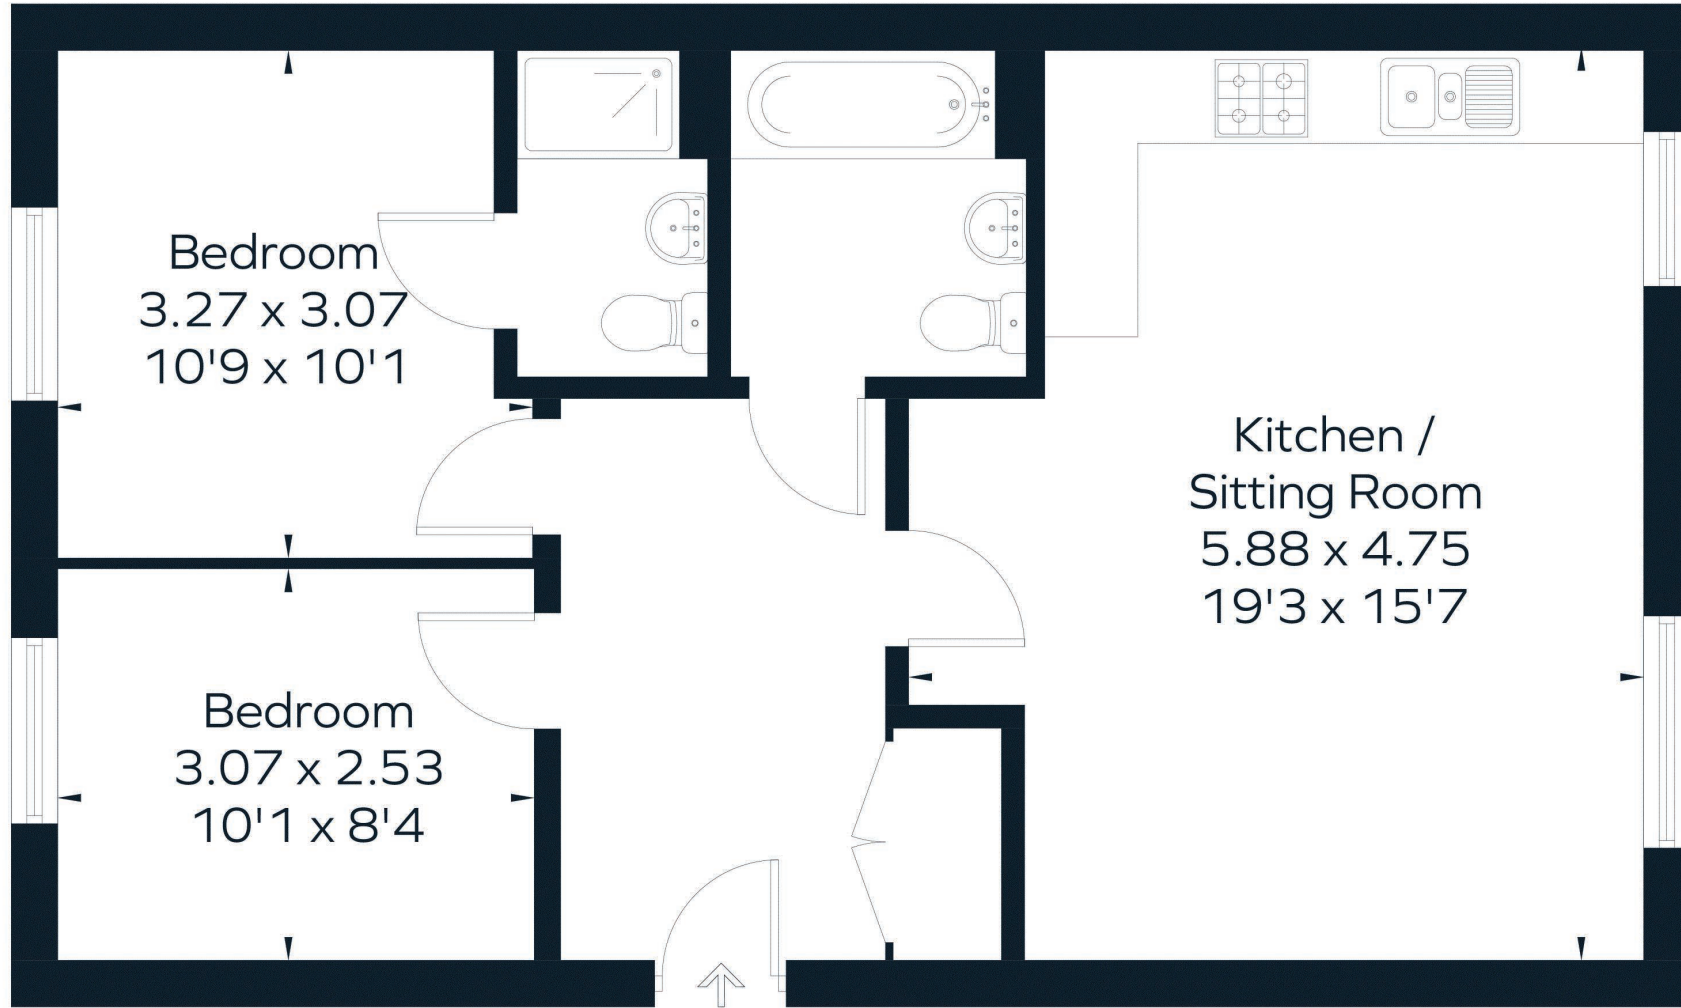 Bedroom
3.27 x 3.07
10'9 x 10'1
Kitchen /
Sitting Room
5.88 x 4.75
19'3 x 15'7
Bedroom
3.07 x 2.53
10'1 x 8'4